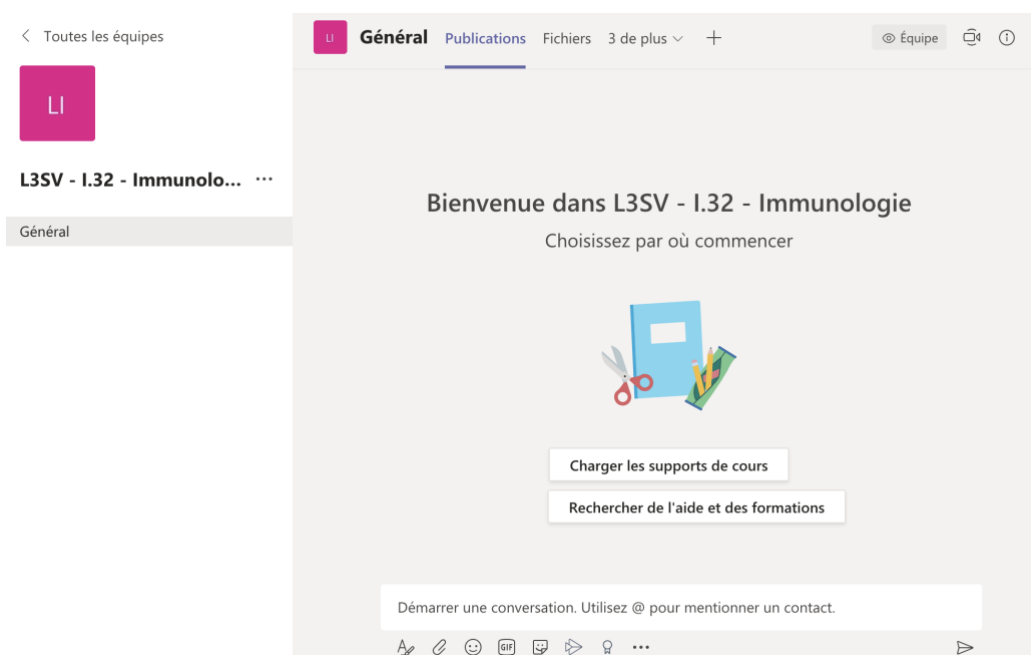 Toutes les équipes
LI
L3SV - I.32 - Immunolo... ...
Général
LI Général Publications Fichiers 3 de plus Équipe
Bienvenue dans L3SV - I.32 - Immunologie
Choisissez par où commencer
Charger les supports de cours
Rechercher de l'aide et des formations
Démarrer une conversation. Utilisez @ pour mentionner un contact.
GIF